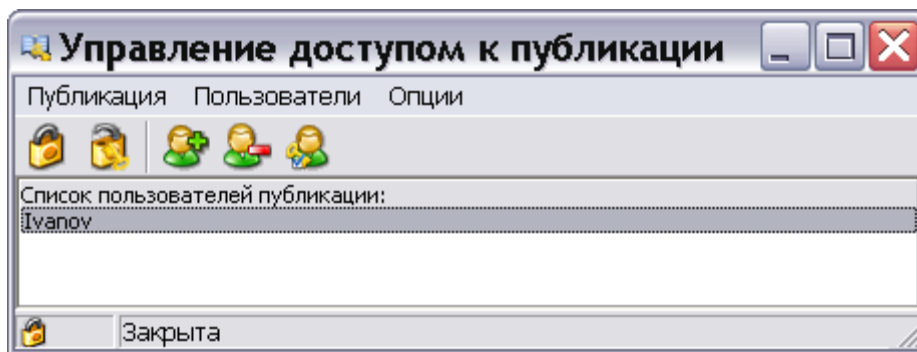 Управление доступом к публикации
Публикация Пользователи Опции
Список пользователей публикации:
Ivanov
Закрыта